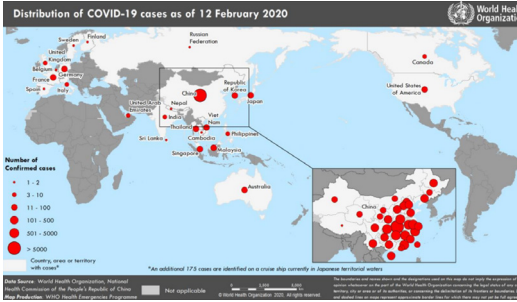 Distribution of COVID-19 cases as of 12 February 2020
World Hea
Organizatio
Sweden
Finland
Russian
Federation
United
Kingdom
Belgium
Germany
France
Italy
Spain
Canada
United States
of America
China
Republic
of Korea
Japan
United Arab
Emirates
Nepal
India
Viet
Nam
Thailand
Cambodia
Philippines
Sri Lanka
Singapore
Malaysia
Australia
China
Number of
Confirmed cases
1 - 2
3 - 10
11 - 100
101 - 500
501 - 5000
> 5000
Country, area or territory
with cases*
*An additional 175 cases are identified on a cruise ship currently in Japanese territorial waters
Data Source: World Health Organization, National
Health Commission of the People's Republic of China
Map Production: WHO Health Emergencies Programme
Not applicable
© World Health Organization 2020. All rights reserved.